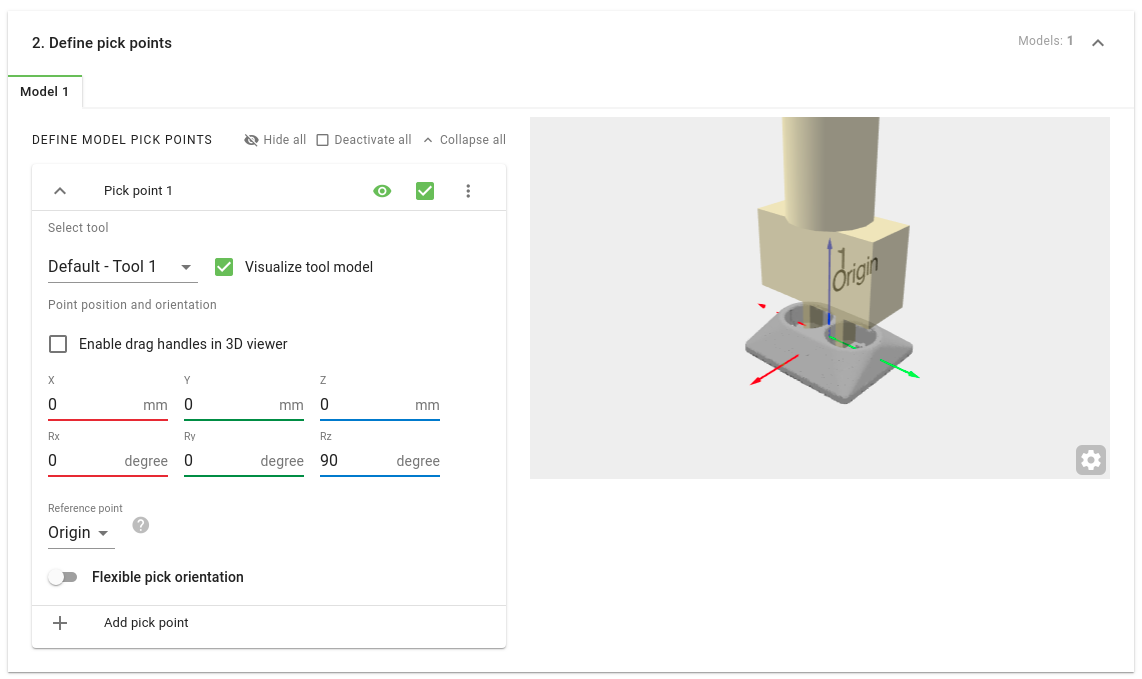 2. Define pick points
Models: 1
Model 1
DEFINE MODEL PICK POINTS
Hide all
Deactivate all
Collapse all
Pick point 1
Select tool
Default - Tool 1
Visualize tool model
Point position and orientation
Enable drag handles in 3D viewer
X Y Z
0 mm 0 mm 0 mm
Rx Ry Rz
0 degree 0 degree 90 degree
Reference point
Origin
?
Flexible pick orientation
Add pick point
1
Origin